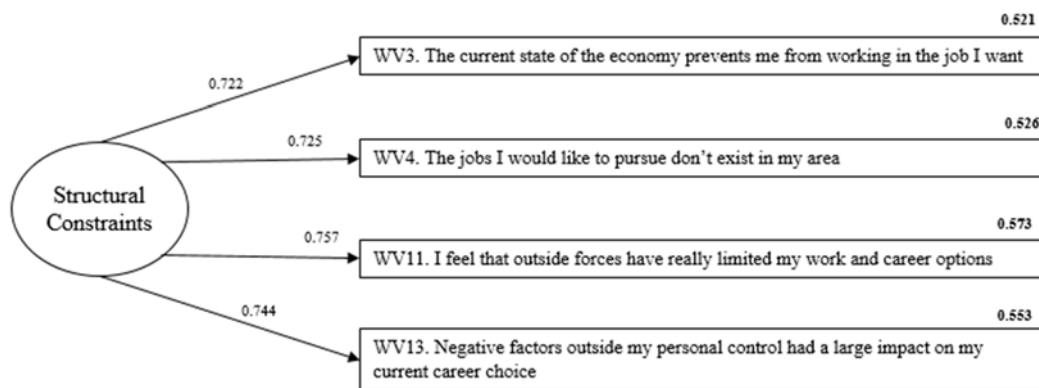 0.521
WV3. The current state of the economy prevents me from working in the job I want
0.722
0.526
0.725
WV4. The jobs I would like to pursue don’t exist in my area
Structural
Constraints
0.573
0.757
WV11. I feel that outside forces have really limited my work and career options
0.744
0.553
WV13. Negative factors outside my personal control had a large impact on my
current career choice